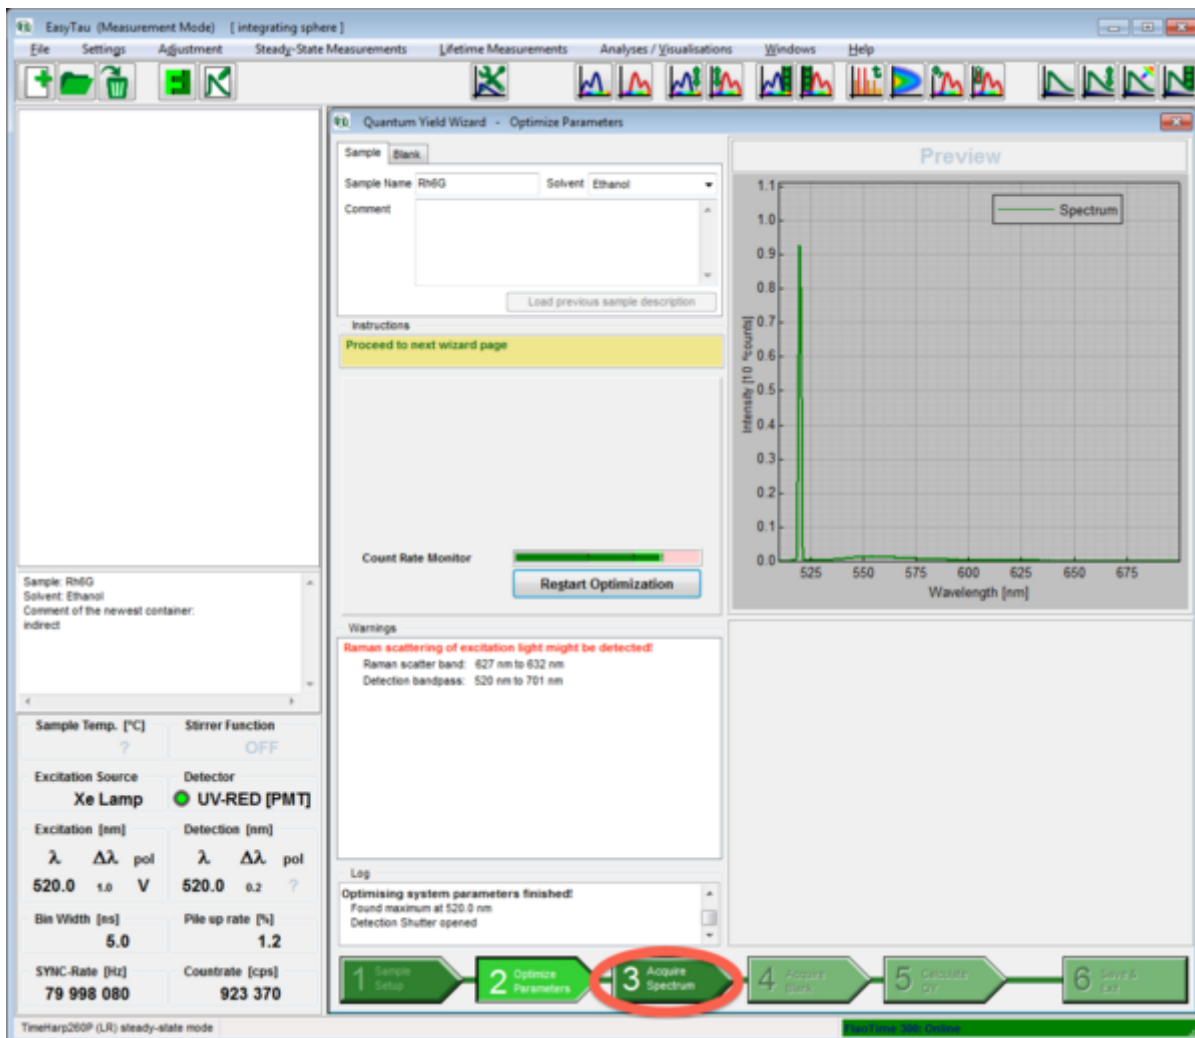 EasyTau (Measurement Mode) [ integrating sphere ]
File Settings Adjustment Steady-State Measurements Lifetime Measurements Analyses / Visualisations Windows Help
Quantum Yield Wizard - Optimize Parameters
Sample Blank
Sample Name Rh6G Solvent Ethanol
Comment
Load previous sample description
Instructions
Proceed to next wizard page
Count Rate Monitor
Restart Optimization
Warnings
Raman scattering of excitation light might be detected!
Raman scatter band: 627 nm to 632 nm
Detection bandpass: 520 nm to 701 nm
Log
Optimising system parameters finished!
Found maximum at 520.0 nm
Detection Shutter opened
Preview
Spectrum
1.1
1.0
0.9
0.8
0.7
0.6
0.5
0.4
0.3
0.2
0.1
0.0
525 550 575 600 625 650 675
Wavelength [nm]
Intensity [10 counts]
Sample: Rh6G
Solvent: Ethanol
Comment of the newest container:
indirect
Sample Temp. [°C] Stirrer Function
? OFF
Excitation Source Detector
Xe Lamp UV-RED [PMT]
Excitation [nm] Detection [nm]
λ Δλ pol λ Δλ pol
520.0 1.0 V 520.0 0.2 ?
Bin Width [ns] Pile up rate [%]
5.0 1.2
SYNC-Rate [Hz] Countrate [cps]
79 998 080 923 370
1 Sample Setup
2 Optimize Parameters
3 Acquire Spectrum
4 Acquire Blank
5 Calculate QY
6 Save & Exit
TimeHarp260P (LR) steady-state mode
FluoTime 300: Online